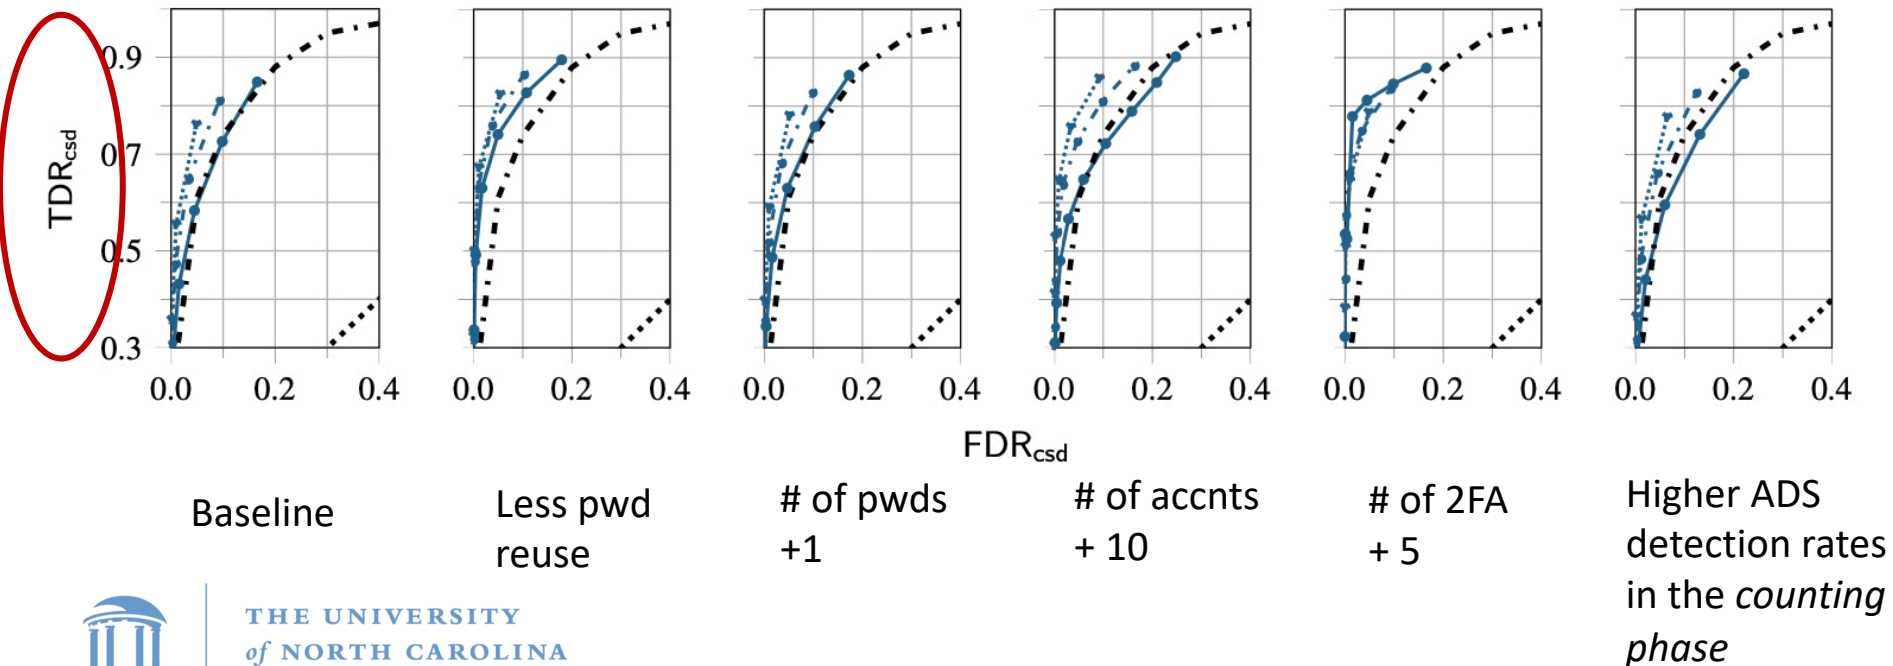 TDRcsd
0.9
0.7
0.5
0.3
0.0 0.2 0.4
0.0 0.2 0.4
0.0 0.2 0.4
0.0 0.2 0.4
0.0 0.2 0.4
0.0 0.2 0.4
FDRcsd
Baseline
Less pwd
reuse
# of pwds
+1
# of accnts
+ 10
# of 2FA
+ 5
Higher ADS
detection rates
in the counting
phase
THE UNIVERSITY
of NORTH CAROLINA